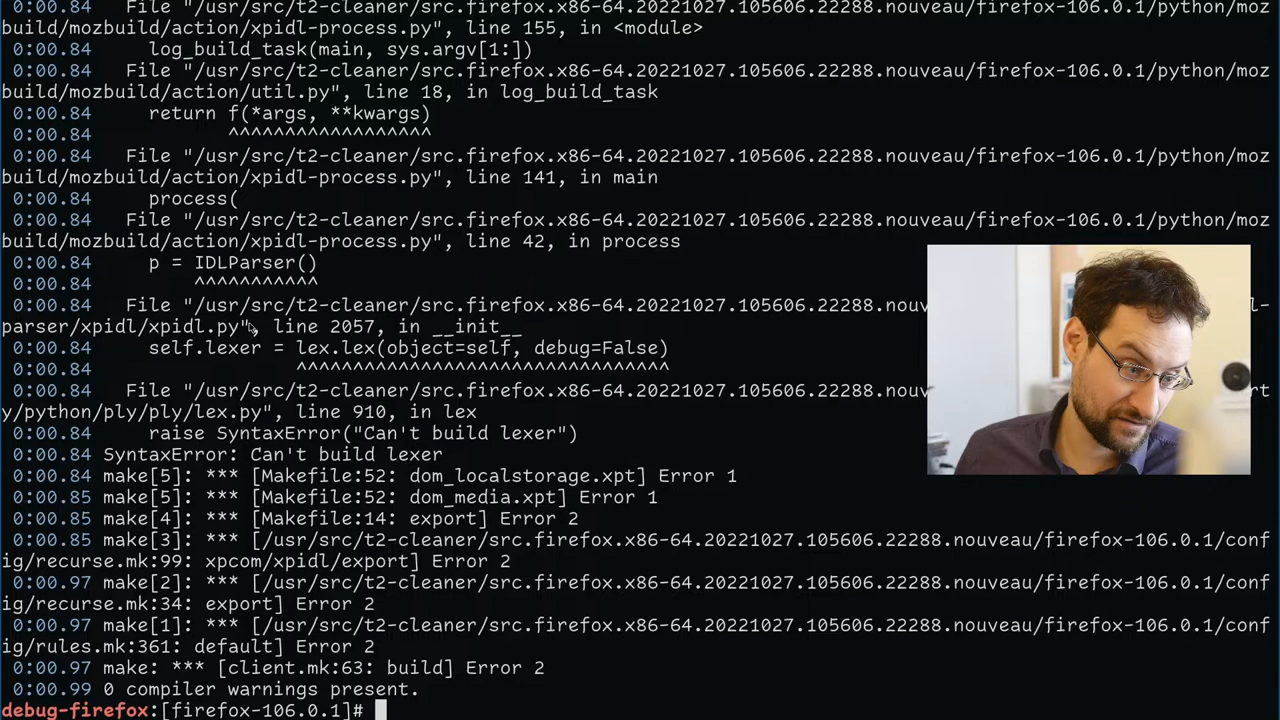 0:00.84     File "/usr/src/t2-cleaner/src.firefox.x86-64.20221027.105606.22288.nouveau/firefox-106.0.1/python/moz
build/mozbuild/action/xpidl-process.py", line 155, in <module>
0:00.84     log_build_task(main, sys.argv[1:])
0:00.84   File "/usr/src/t2-cleaner/src.firefox.x86-64.20221027.105606.22288.nouveau/firefox-106.0.1/python/moz
build/mozbuild/action/util.py", line 18, in log_build_task
0:00.84     return f(*args, **kwargs)
0:00.84            ^^^^^^^^^^^^^^^^^^
0:00.84   File "/usr/src/t2-cleaner/src.firefox.x86-64.20221027.105606.22288.nouveau/firefox-106.0.1/python/moz
build/mozbuild/action/xpidl-process.py", line 141, in main
0:00.84     process(
0:00.84   File "/usr/src/t2-cleaner/src.firefox.x86-64.20221027.105606.22288.nouveau/firefox-106.0.1/python/moz
build/mozbuild/action/xpidl-process.py", line 42, in process
0:00.84     p = IDLParser()
0:00.84         ^^^^^^^^^^^
0:00.84   File "/usr/src/t2-cleaner/src.firefox.x86-64.20221027.105606.22288.nouveau
parser/xpidl/xpidl.py", line 2057, in __init__
0:00.84     self.lexer = lex.lex(object=self, debug=False)
0:00.84                  ^^^^^^^^^^^^^^^^^^^^^^^^^^^^^^^^^
0:00.84   File "/usr/src/t2-cleaner/src.firefox.x86-64.20221027.105606.22288.nouveau
y/python/ply/ply/lex.py", line 910, in lex
0:00.84     raise SyntaxError("Can't build lexer")
0:00.84 SyntaxError: Can't build lexer
0:00.84 make[5]: *** [Makefile:52: dom_localstorage.xpt] Error 1
0:00.85 make[5]: *** [Makefile:52: dom_media.xpt] Error 1
0:00.85 make[4]: *** [Makefile:14: export] Error 2
0:00.85 make[3]: *** [/usr/src/t2-cleaner/src.firefox.x86-64.20221027.105606.22288.nouveau/firefox-106.0.1/conf
ig/recurse.mk:99: xpcom/xpidl/export] Error 2
0:00.97 make[2]: *** [/usr/src/t2-cleaner/src.firefox.x86-64.20221027.105606.22288.nouveau/firefox-106.0.1/conf
ig/recurse.mk:34: export] Error 2
0:00.97 make[1]: *** [/usr/src/t2-cleaner/src.firefox.x86-64.20221027.105606.22288.nouveau/firefox-106.0.1/conf
ig/rules.mk:361: default] Error 2
0:00.97 make: *** [client.mk:63: build] Error 2
0:00.99 0 compiler warnings present.
debug-firefox:[firefox-106.0.1]#